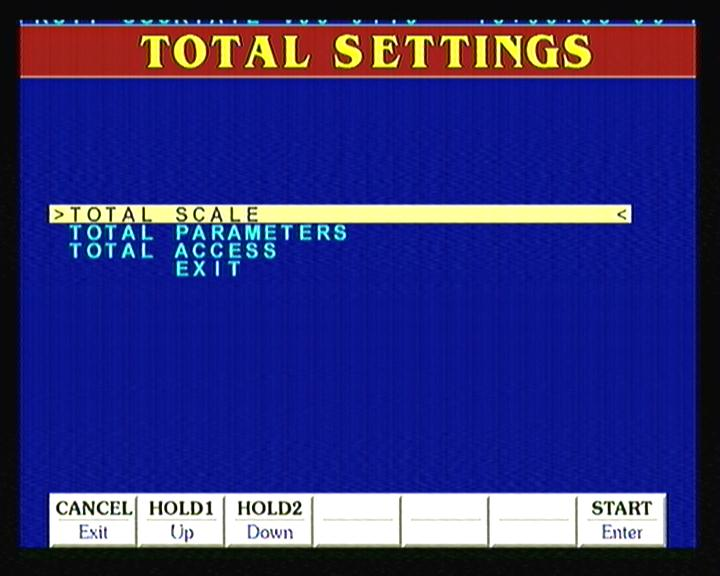 TOTAL SETTINGS
>TOTAL SCALE <
TOTAL PARAMETERS
TOTAL ACCESS
EXIT
CANCEL HOLD1 HOLD2 START
Exit Up Down Enter